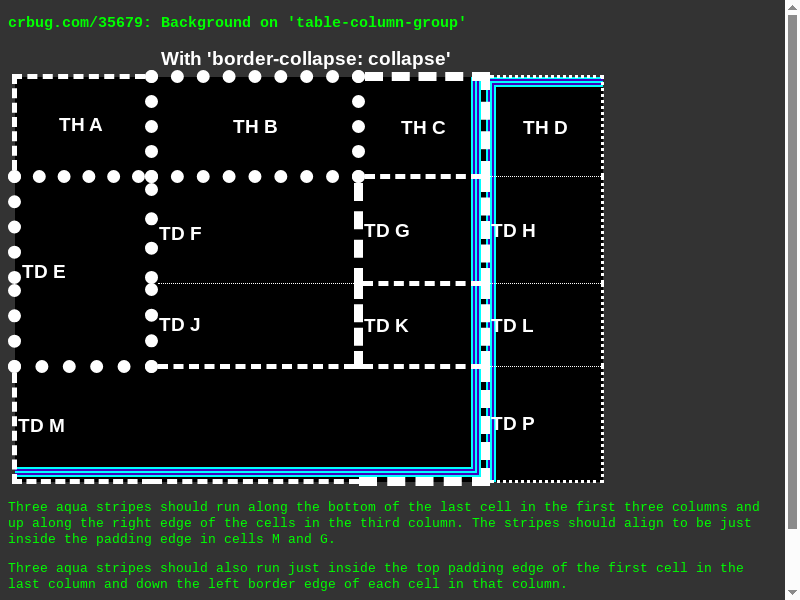 crbug.com/35679: Background on 'table-column-group'
With 'border-collapse: collapse'
TH A TH B TH C TH D
TD F TD G TD H
TD E
TD J TD K TD L
TD M TD P
Three aqua stripes should run along the bottom of the last cell in the first three columns and
up along the right edge of the cells in the third column. The stripes should align to be just
inside the padding edge in cells M and G.
Three aqua stripes should also run just inside the top padding edge of the first cell in the
last column and down the left border edge of each cell in that column.